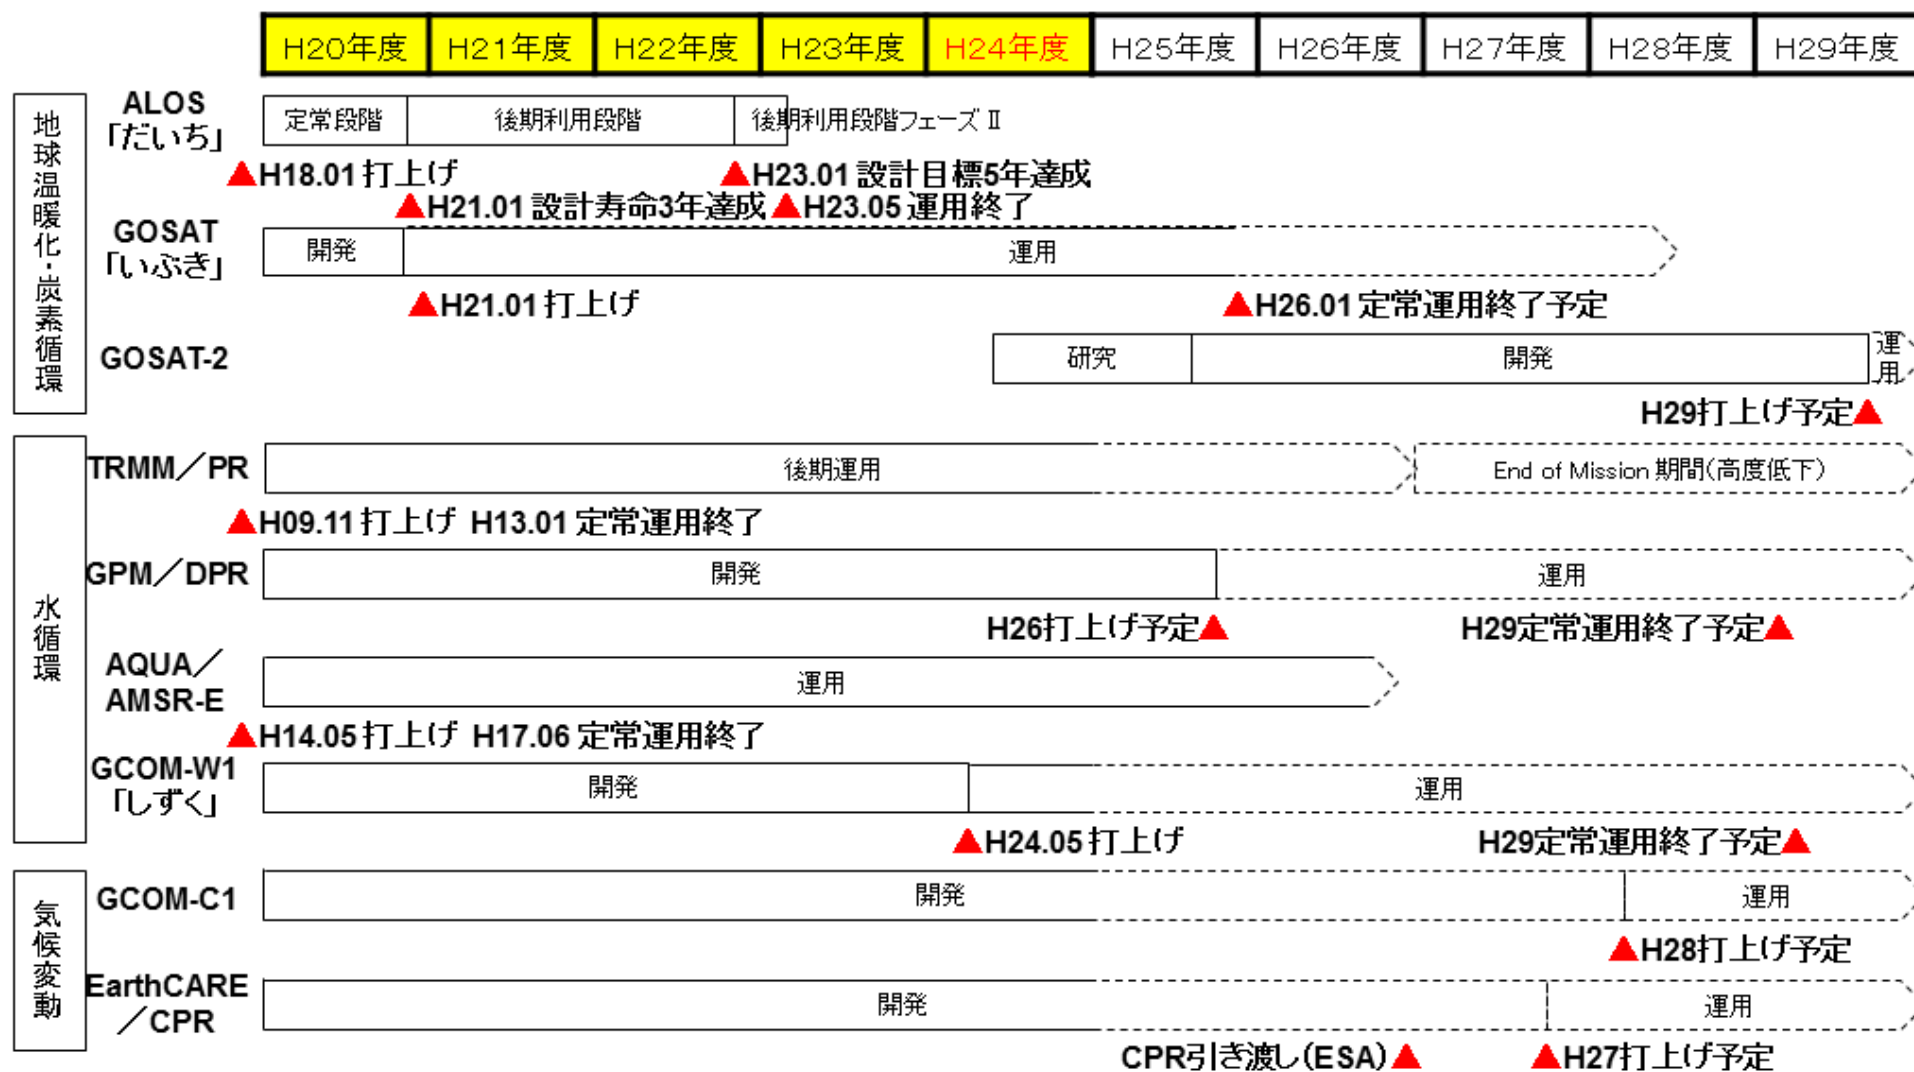 H20年度 H21年度 H22年度 H23年度 H24年度 H25年度 H26年度 H27年度 H28年度 H29年度
地球温暖化・炭素循環
ALOS
「だいち」
定常段階 後期利用段階 後期利用段階フェーズⅡ
▲H18.01 打上げ ▲H23.01 設計目標5年達成
▲H21.01 設計寿命3年達成 ▲H23.05 運用終了
GOSAT
「いぶき」
開発 運用
▲H21.01 打上げ ▲H26.01 定常運用終了予定
GOSAT-2
研究 開発 運用
H29打上げ予定▲
水循環
TRMM／PR
後期運用 End of Mission 期間(高度低下)
▲H09.11 打上げ H13.01 定常運用終了
GPM／DPR
開発 運用
H26打上げ予定▲ H29定常運用終了予定▲
AQUA／
AMSR-E
運用
▲H14.05 打上げ H17.06 定常運用終了
GCOM-W1
「しずく」
開発 運用
▲H24.05 打上げ H29定常運用終了予定▲
気候変動
GCOM-C1
開発 運用
▲H28打上げ予定
EarthCARE
／CPR
開発 運用
CPR引き渡し(ESA)▲ ▲H27打上げ予定